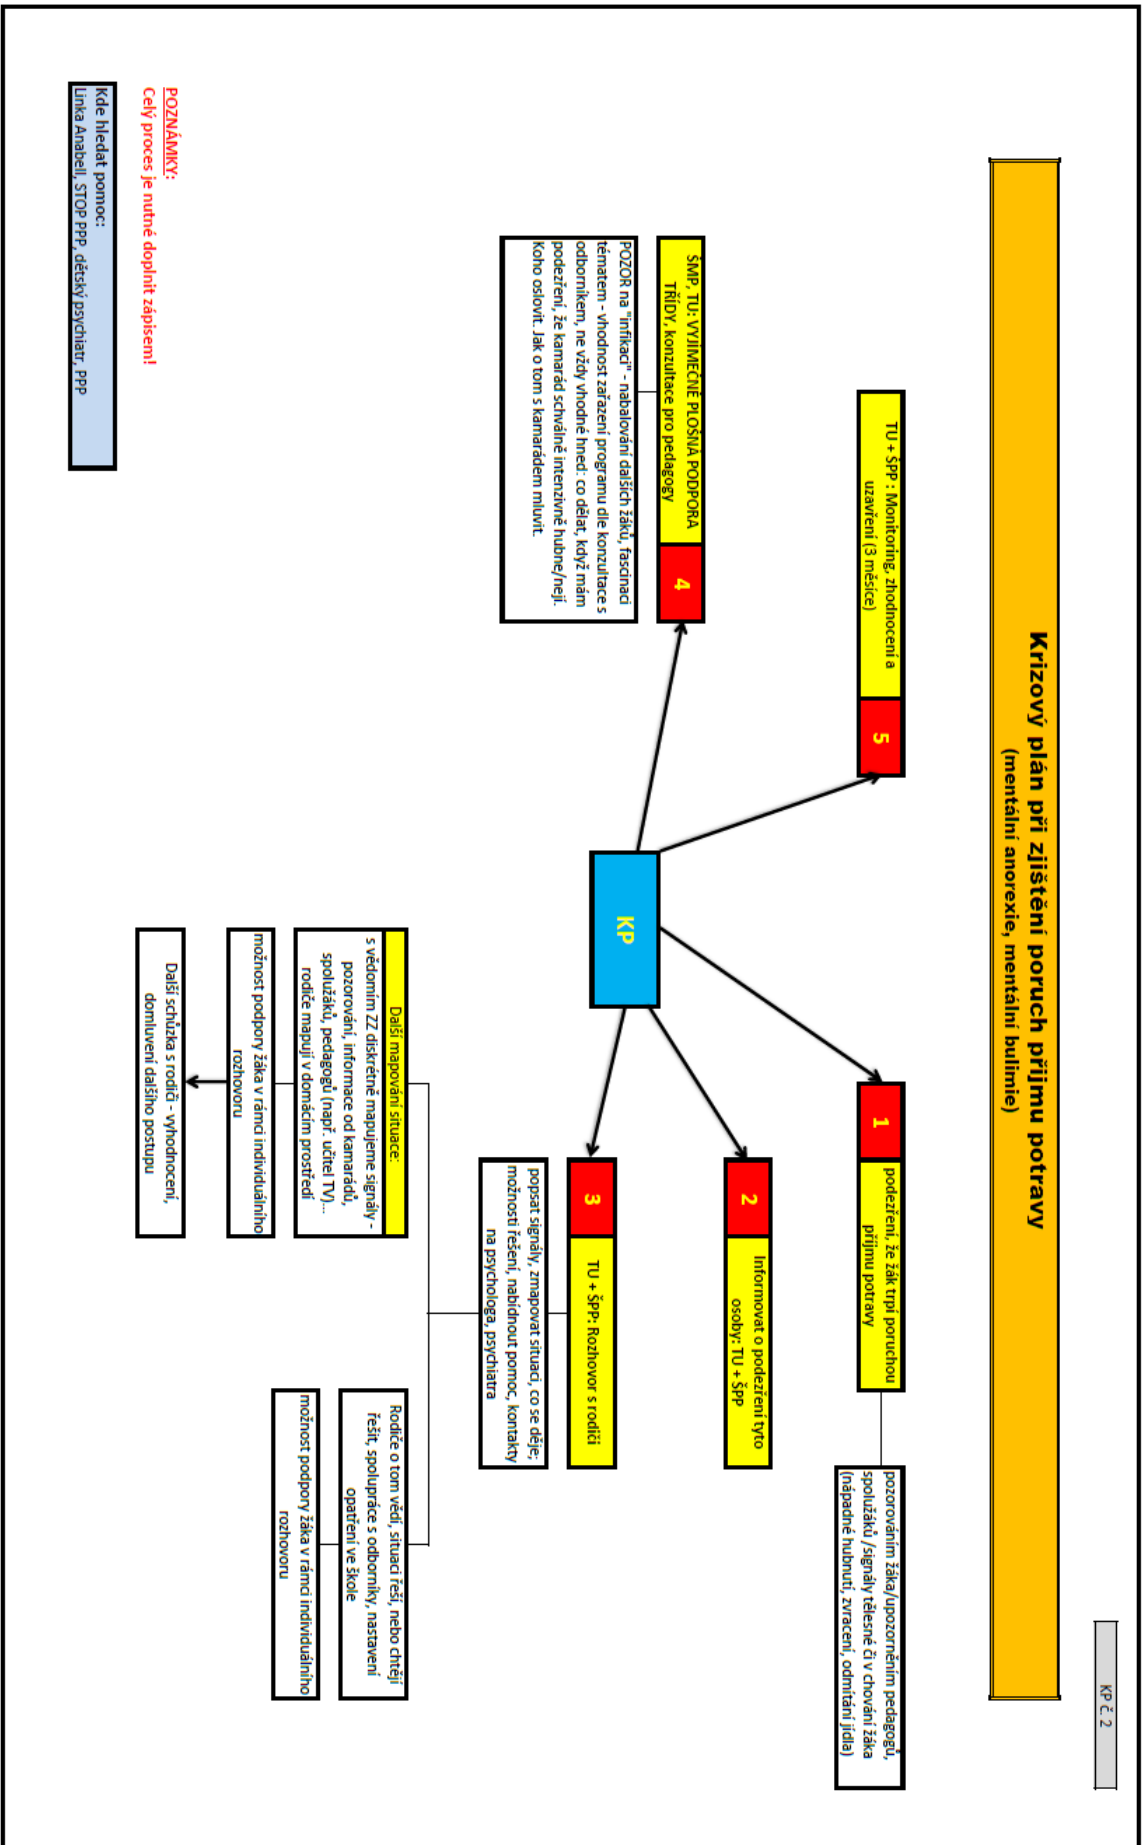 KP č. 2
Krizový plán při zjištění poruch příjmu potravy
(mentální anorexie, mentální bulimie)
TU + ŠPP : Monitoring, zhodnocení a
uzavření (3 měsíce)
5
1
podezření, že žák trpí poruchou
příjmu potravy
pozorováním žáka/upozorněním pedagogů,
spolužáků /signály tělesné či v chování žáka
(nápadné hubnutí, zvracení, odmítání jídla)
2
Informovat o podezření tyto
osoby: TU + ŠPP
ŠMP, TU: VYJIMEČNÉ PLOŠNÁ PODPORA
TŘÍDY, konzultace pro pedagogy
4
POZOR na "infikaci" - nabalování dalších žáků, fascinaci
tématem - vhodnost zařazení programu dle konzultace s
odborníkem, ne vždy vhodné hned: co dělat, když mám
podezření, že kamarád schválně intenzivně hubne/nejí.
Koho oslovit. Jak o tom s kamarádem mluvit.
KP
3
TU + ŠPP: Rozhovor s rodiči
popsat signály, zmapovat situaci, co se děje;
možnosti řešení, nabídnout pomoc, kontakty
na psychologa, psychiatra
Další mapování situace:
s vědomím ZZ diskrétně mapujeme signály -
pozorování, informace od kamarádů,
spolužáků, pedagogů (např. učitel TV)...
rodiče mapují v domácím prostředí
možnost podpory žáka v rámci individuálního
rozhovoru
Další schůzka s rodiči - vyhodnocení,
domluvení dalšího postupu
Rodiče o tom vědí, situaci řeší, nebo chtějí
řešit, spolupráce s odborníky, nastavení
opatření ve škole
možnost podpory žáka v rámci individuálního
rozhovoru
POZNÁMKY:
Celý proces je nutné doplnit zápisem!
Kde hledat pomoc:
Linka Anabell, STOP PPP, dětský psychiatr, PPP